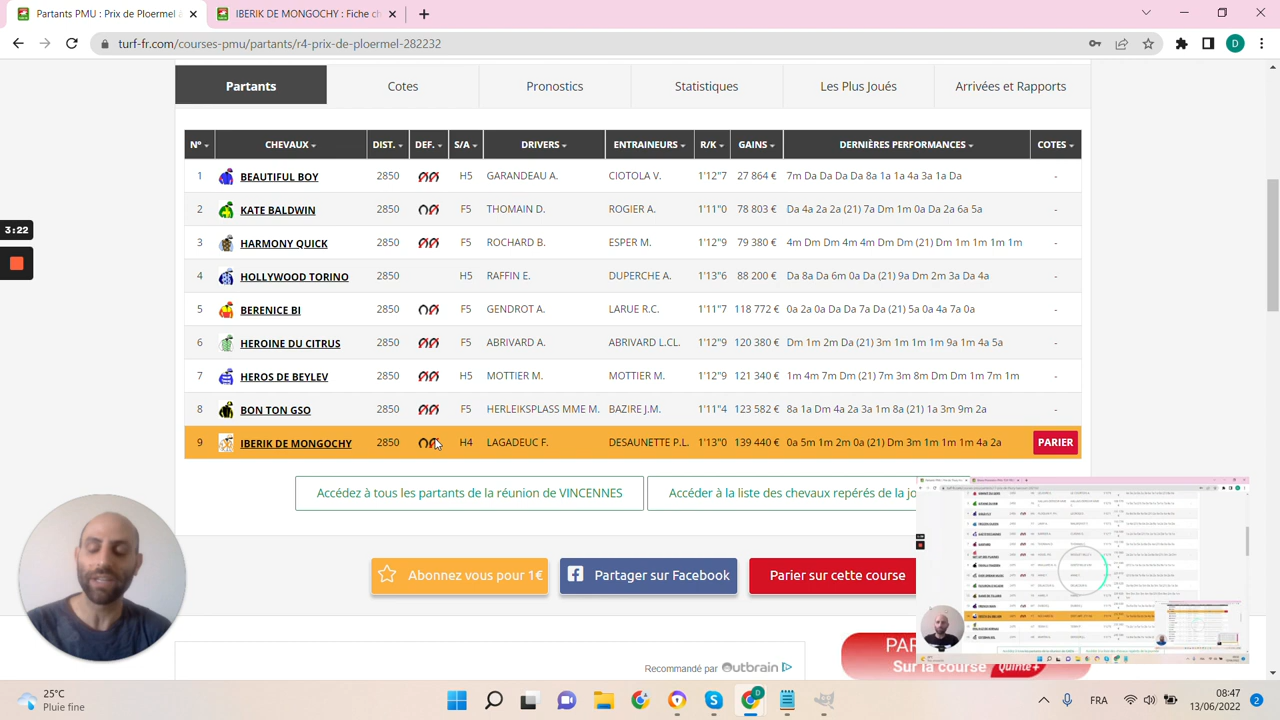 Partants PMU : Prix de Ploermel
IBERIK DE MONGOCHY : Fiche ch
turf-fr.com/courses-pmu/partants/r4-prix-de-ploermel-282232
D
Partants Cotes Pronostics Statistiques Les Plus Joués Arrivées et Rapports
N° CHEVAUX DIST. DEF. S/A DRIVERS ENTRAINEURS R/K GAINS DERNIÈRES PERFORMANCES COTES
1 BEAUTIFUL BOY 2850 H5 GARANDEAU A. CIOTOLA V. 1'12"7 27 864 € 7m Da Da Da Da 8a 1a 1a 4a 3a 1a Da -
2 KATE BALDWIN 2850 F5 THOMAIN D. ROGIER A. 1'11"0 78 803 € Da 4a 2a 2a (21) 7a Dm 1m 0a Da 2a 6a 5a -
3 HARMONY QUICK 2850 F5 ROCHARD B. ESPER M. 1'12"9 79 380 € 4m Dm Dm 4m 4m Dm Dm (21) Dm 1m 1m 1m 1m -
4 HOLLYWOOD TORINO 2850 H5 RAFFIN E. DUPERCHE A. 1'13"6 88 200 € Da 8a Da 6m 0a Da (21) 9a Dm 2m 3a Da 4a -
5 BERENICE BI 2850 F5 GENDROT A. LARUE R.C. 1'11"7 118 772 € 0a 2a 0a Da Da 7a Da (21) 5a 0a 4a 7a 0a -
6 HEROINE DU CITRUS 2850 F5 ABRIVARD A. ABRIVARD L.CL. 1'12"9 120 380 € Dm 1m 2m Da (21) 3m 1m 1m 1m 9a 1m 4a 5a -
7 HEROS DE BEYLEV 2850 H5 MOTTIER M. MOTTIER M. 1'12"9 121 340 € 1m 4m 7m Dm (21) 7m 3m 8m Dm Dm 1m 7m 1m -
8 BON TON GSO 2850 F5 HERLEIKSPLASS MME M. BAZIRE J.M. 1'11"4 123 582 € 8a 1a Dm 4a 2a 3a 1m 8a (21) 1a 3m 9m 2a -
9 IBERIK DE MONGOCHY 2850 H4 LAGADEUC F. DESAUNETTE P.L. 1'13"0 139 440 € 0a 5m 1m 2m 0a (21) Dm 3m 1m 1m 1m 4a 2a PARIER
3:22
édez à tous les partants de la réunion VINCENNES
Accéder à la liste des chevaux repérés de la jo
vous pour 1€
Partager sur Facebook
Parier sur ce
Recommandé par Outbrain
PA
Sur la course Quinté+
25°C
Pluie fine
FRA
08:47
13/06/2022
2